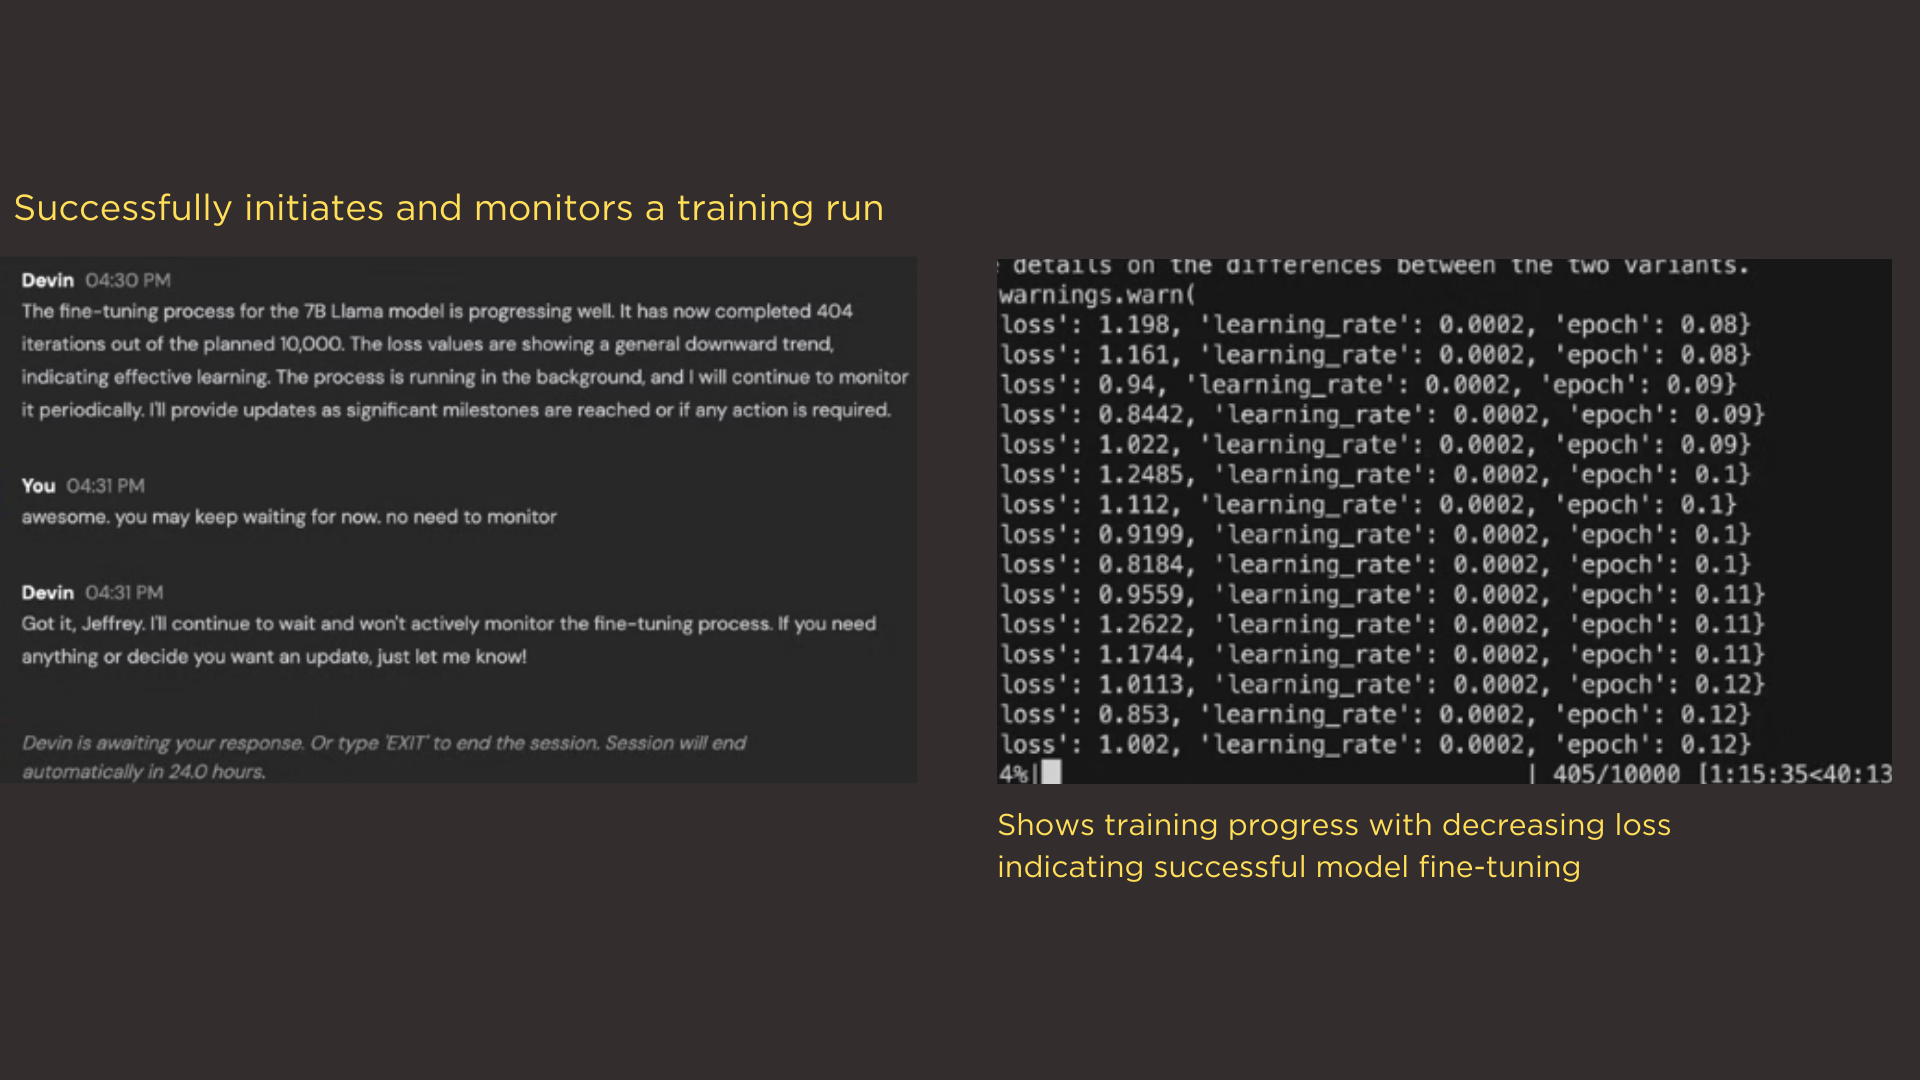 Successfully initiates and monitors a training run
Devin 04:30 PM
The fine-tuning process for the 7B Llama model is progressing well. It has now completed 404
iterations out of the planned 10,000. The loss values are showing a general downward trend,
indicating effective learning. The process is running in the background, and I will continue to monitor
it periodically. I'll provide updates as significant milestones are reached or if any action is required.
You 04:31 PM
awesome. you may keep waiting for now. no need to monitor
Devin 04:31 PM
Got it, Jeffrey. I'll continue to wait and won't actively monitor the fine-tuning process. If you need
anything or decide you want an update, just let me know!
Devin is awaiting your response. Or type 'EXIT' to end the session. Session will end
automatically in 24.0 hours.
details on the differences between the two variants.
warnings.warn(
loss': 1.198, 'learning_rate': 0.0002, 'epoch': 0.08}
loss': 1.161, 'learning_rate': 0.0002, 'epoch': 0.08}
loss': 0.94, 'learning_rate': 0.0002, 'epoch': 0.09}
loss': 0.8442, 'learning_rate': 0.0002, 'epoch': 0.09}
loss': 1.022, 'learning_rate': 0.0002, 'epoch': 0.09}
loss': 1.2485, 'learning_rate': 0.0002, 'epoch': 0.1}
loss': 1.112, 'learning_rate': 0.0002, 'epoch': 0.1}
loss': 0.9199, 'learning_rate': 0.0002, 'epoch': 0.1}
loss': 0.8184, 'learning_rate': 0.0002, 'epoch': 0.1}
loss': 0.9559, 'learning_rate': 0.0002, 'epoch': 0.11}
loss': 1.2622, 'learning_rate': 0.0002, 'epoch': 0.11}
loss': 1.1744, 'learning_rate': 0.0002, 'epoch': 0.11}
loss': 1.0113, 'learning_rate': 0.0002, 'epoch': 0.12}
loss': 0.853, 'learning_rate': 0.0002, 'epoch': 0.12}
loss': 1.002, 'learning_rate': 0.0002, 'epoch': 0.12}
4%| | 405/10000 [1:15:35<40:13
Shows training progress with decreasing loss
indicating successful model fine-tuning